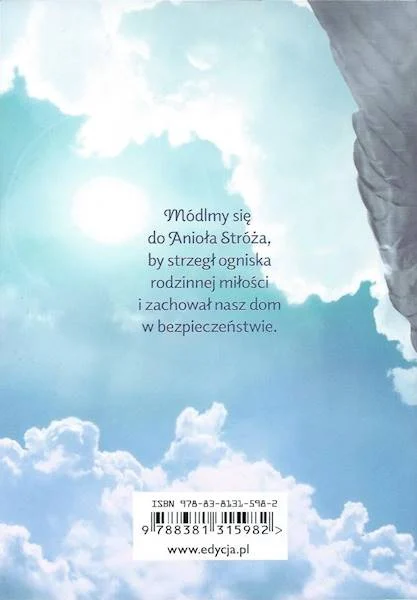 Módlmy się
do Anioła Stróża,
by strzegł ogniska
rodzinnej miłości
i zachował nasz dom
w bezpieczeństwie.
ISBN 978-83-8131-598-2
9 788381 315982 >
www.edycja.pl